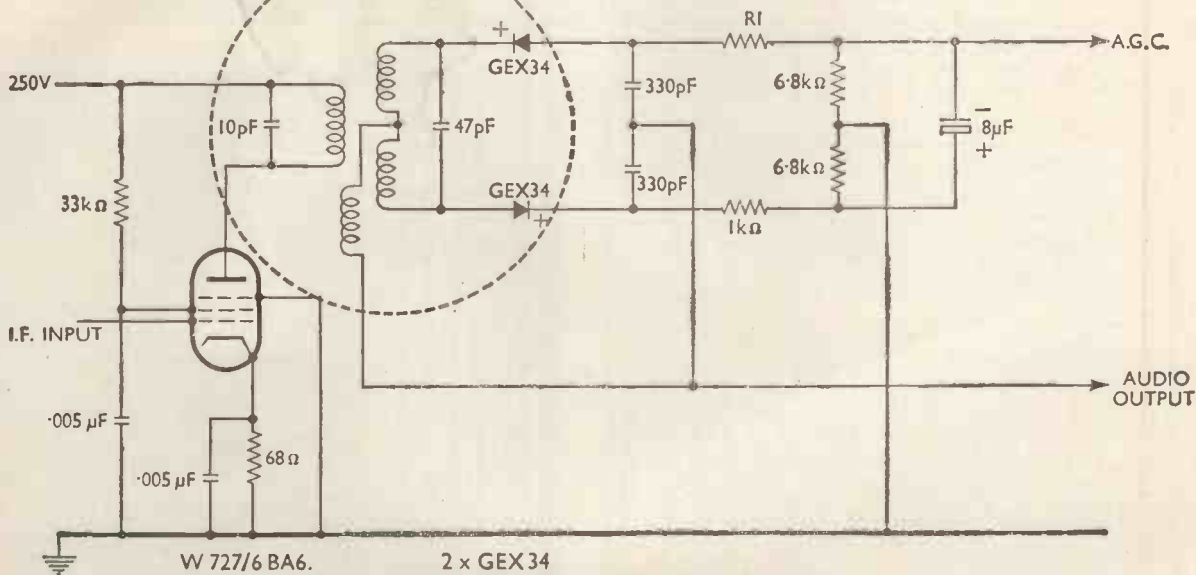 R1
A.G.C.
GEX34
250V
10pF
47pF
330pF
6·8kΩ
8μF
33kΩ
330pF
6·8kΩ
GEX34
1kΩ
I.F. INPUT
AUDIO
OUTPUT
·005 μF
68Ω
·005 μF
W 727/6 BA6.
2 x GEX 34